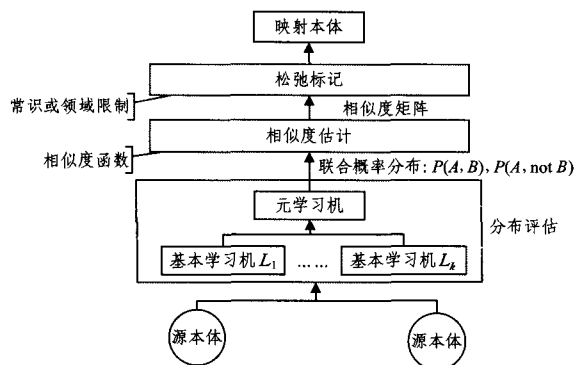 映射本体
松弛标记
常识或领域限制
相似度矩阵
相似度估计
相似度函数
联合概率分布: P(A, B), P(A, not B)
元学习机
分布评估
基本学习机 L₁ …… 基本学习机 Lₖ
源本体
源本体